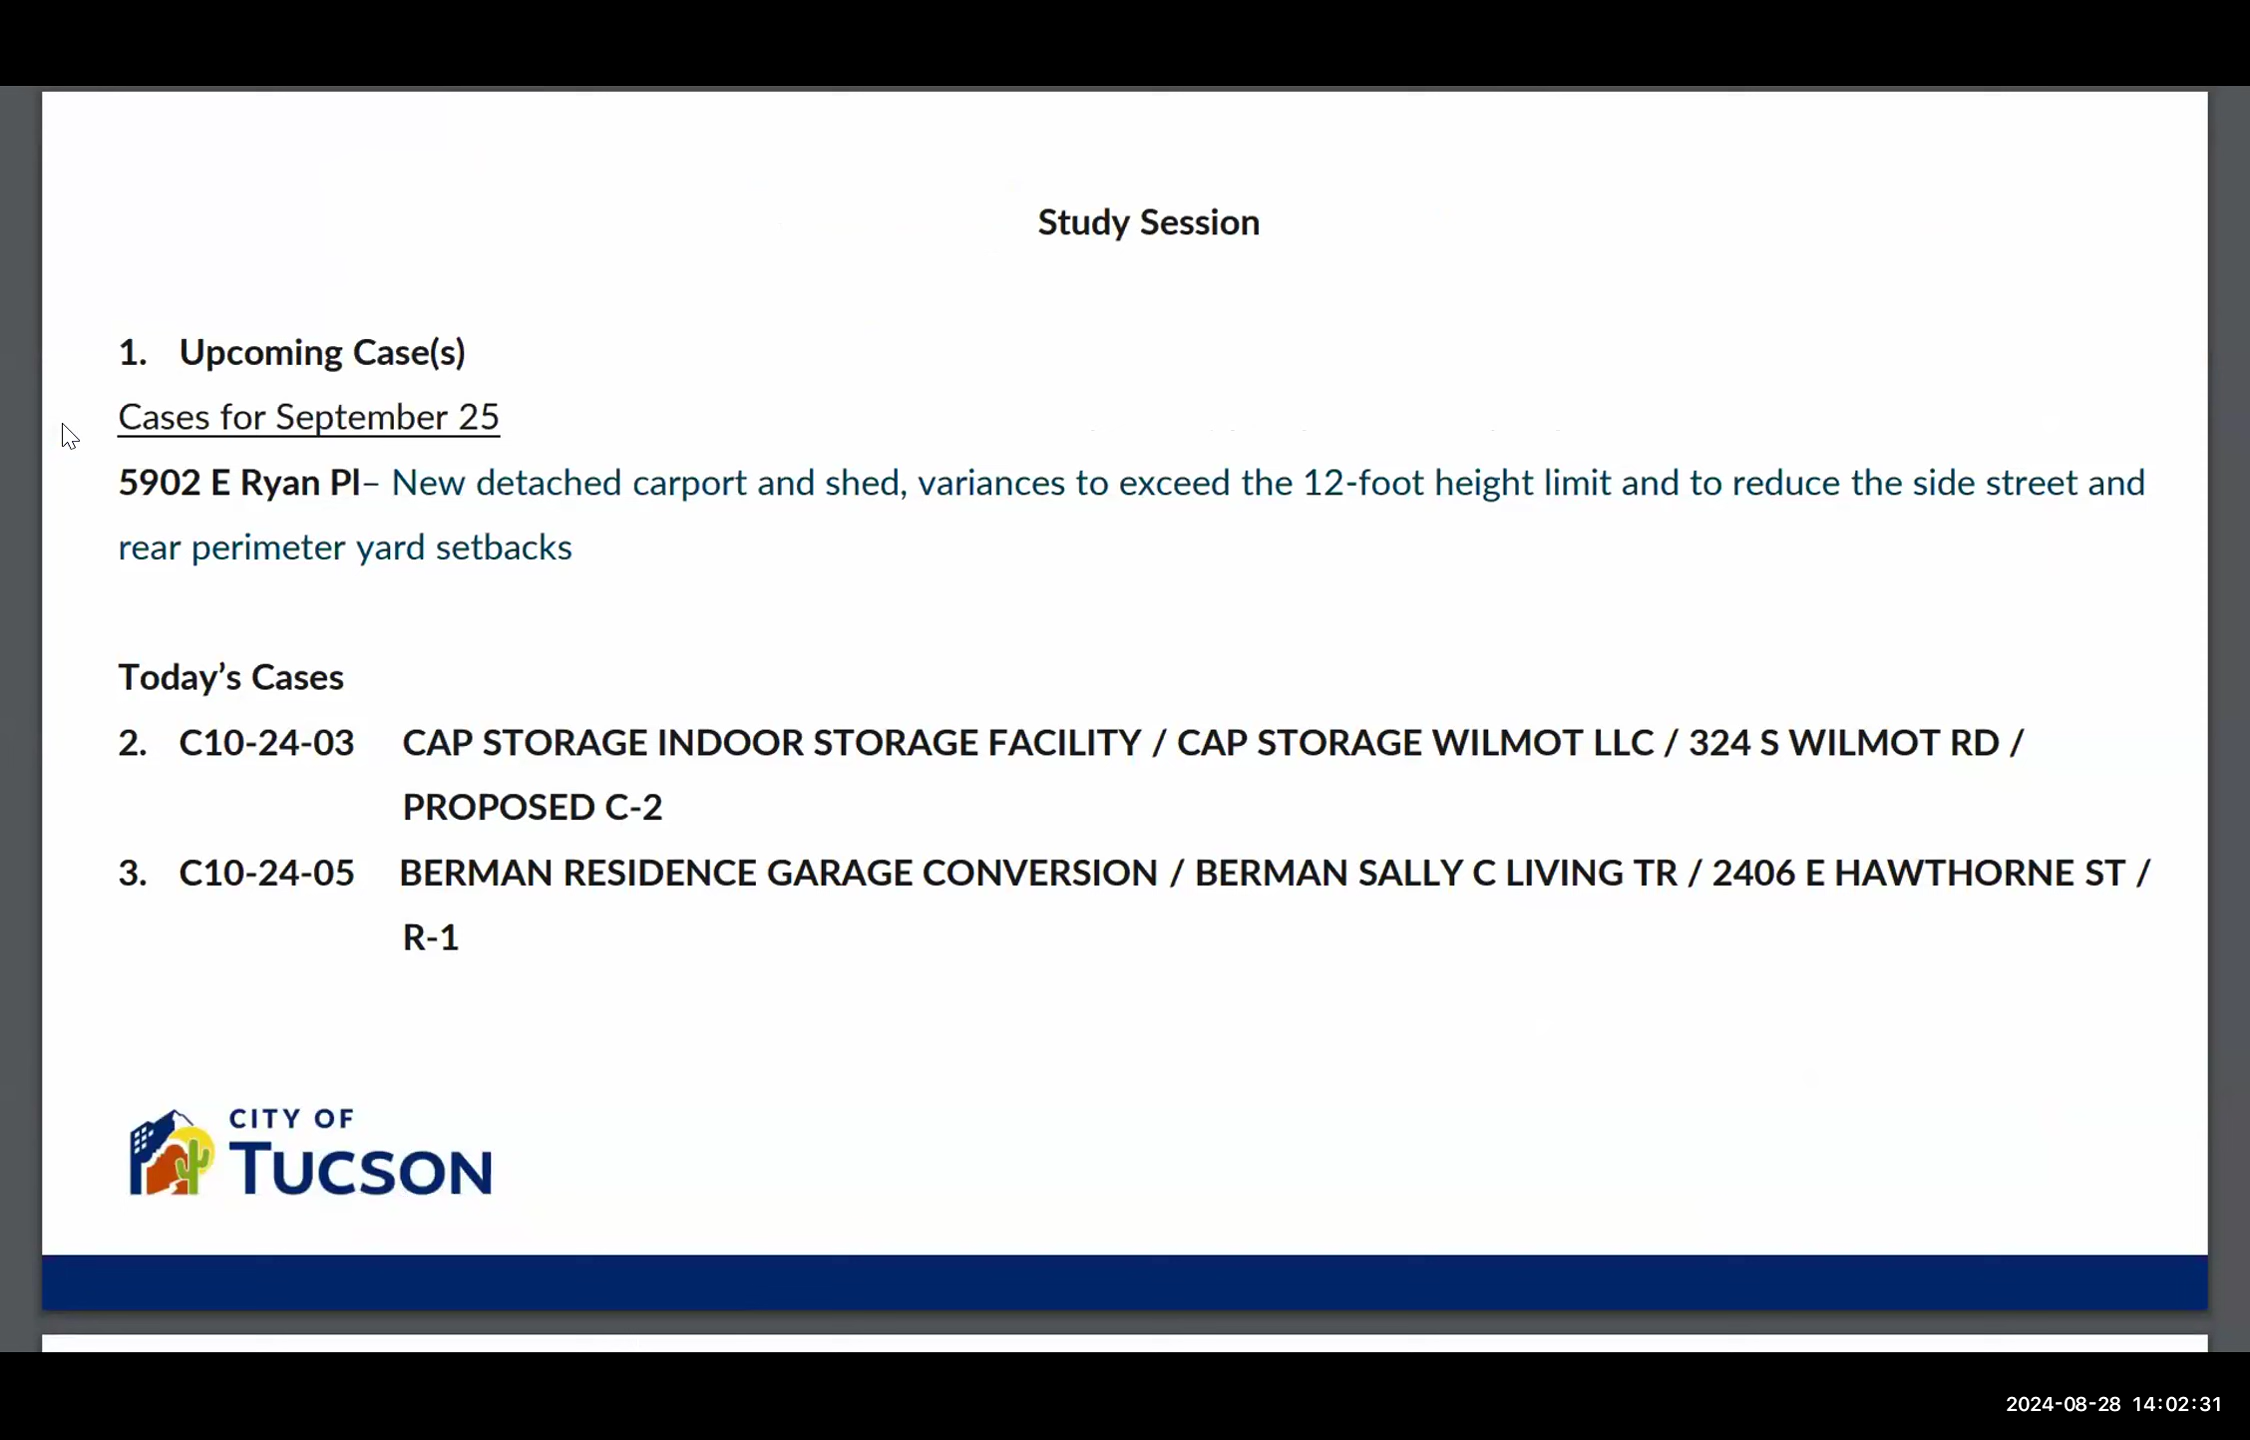 Study Session
1. Upcoming Case(s)
Cases for September 25
5902 E Ryan Pl– New detached carport and shed, variances to exceed the 12-foot height limit and to reduce the side street and
rear perimeter yard setbacks
Today’s Cases
2. C10-24-03 CAP STORAGE INDOOR STORAGE FACILITY / CAP STORAGE WILMOT LLC / 324 S WILMOT RD /
PROPOSED C-2
3. C10-24-05 BERMAN RESIDENCE GARAGE CONVERSION / BERMAN SALLY C LIVING TR / 2406 E HAWTHORNE ST /
R-1
CITY OF
TUCSON
2024-08-28 14:02:31